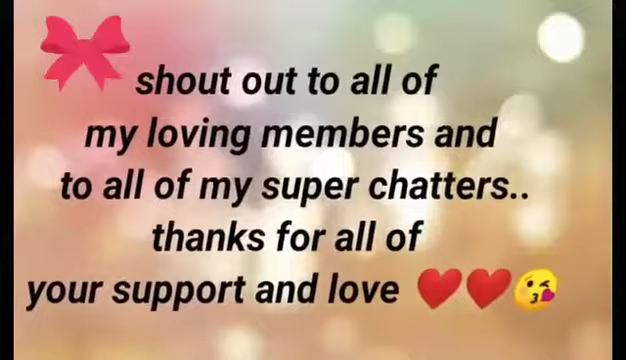 shout out to all of
my loving members and
to all of my super chatters..
thanks for all of
your support and love ❤️❤️😘